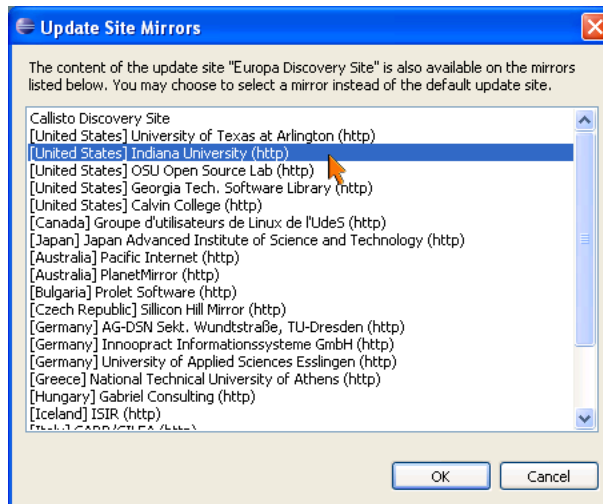 Update Site Mirrors
The content of the update site "Europa Discovery Site" is also available on the mirrors
listed below. You may choose to select a mirror instead of the default update site.
Callisto Discovery Site
[United States] University of Texas at Arlington (http)
[United States] Indiana University (http)
[United States] OSU Open Source Lab (http)
[United States] Georgia Tech. Software Library (http)
[United States] Calvin College (http)
[Canada] Groupe d'utilisateurs de Linux de l'UdeS (http)
[Japan] Japan Advanced Institute of Science and Technology (http)
[Australia] Pacific Internet (http)
[Australia] PlanetMirror (http)
[Bulgaria] Prolet Software (http)
[Czech Republic] Sillicon Hill Mirror (http)
[Germany] AG-DSN Sekt. Wundtstraße, TU-Dresden (http)
[Germany] Innoopract Informationssysteme GmbH (http)
[Germany] University of Applied Sciences Esslingen (http)
[Greece] National Technical University of Athens (http)
[Hungary] Gabriel Consulting (http)
[Iceland] ISIR (http)
OK Cancel